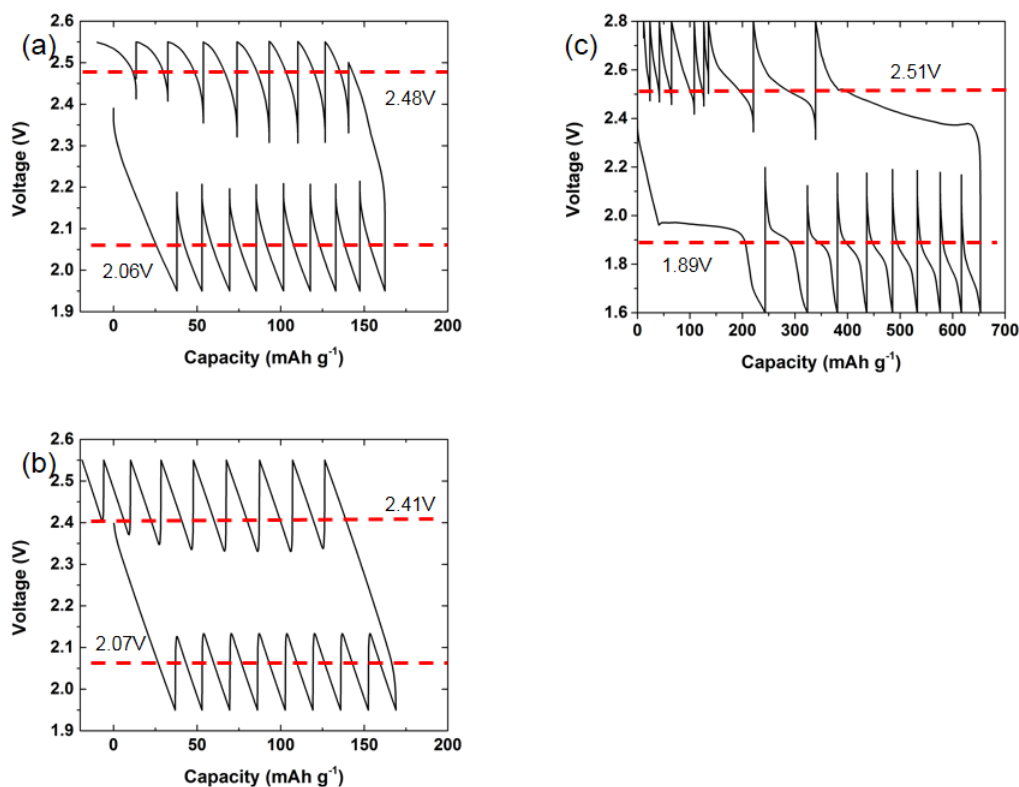 (a)
2.6
2.5
2.4
2.3
2.2
2.1
2.0
1.9
Voltage (V)
2.48V
2.06V
0
50
100
150
200
Capacity (mAh g⁻¹)
(c)
2.8
2.6
2.4
2.2
2.0
1.8
1.6
Voltage (V)
2.51V
1.89V
0
100
200
300
400
500
600
700
Capacity (mAh g⁻¹)
(b)
2.6
2.5
2.4
2.3
2.2
2.1
2.0
1.9
Voltage (V)
2.41V
2.07V
0
50
100
150
200
Capacity (mAh g⁻¹)